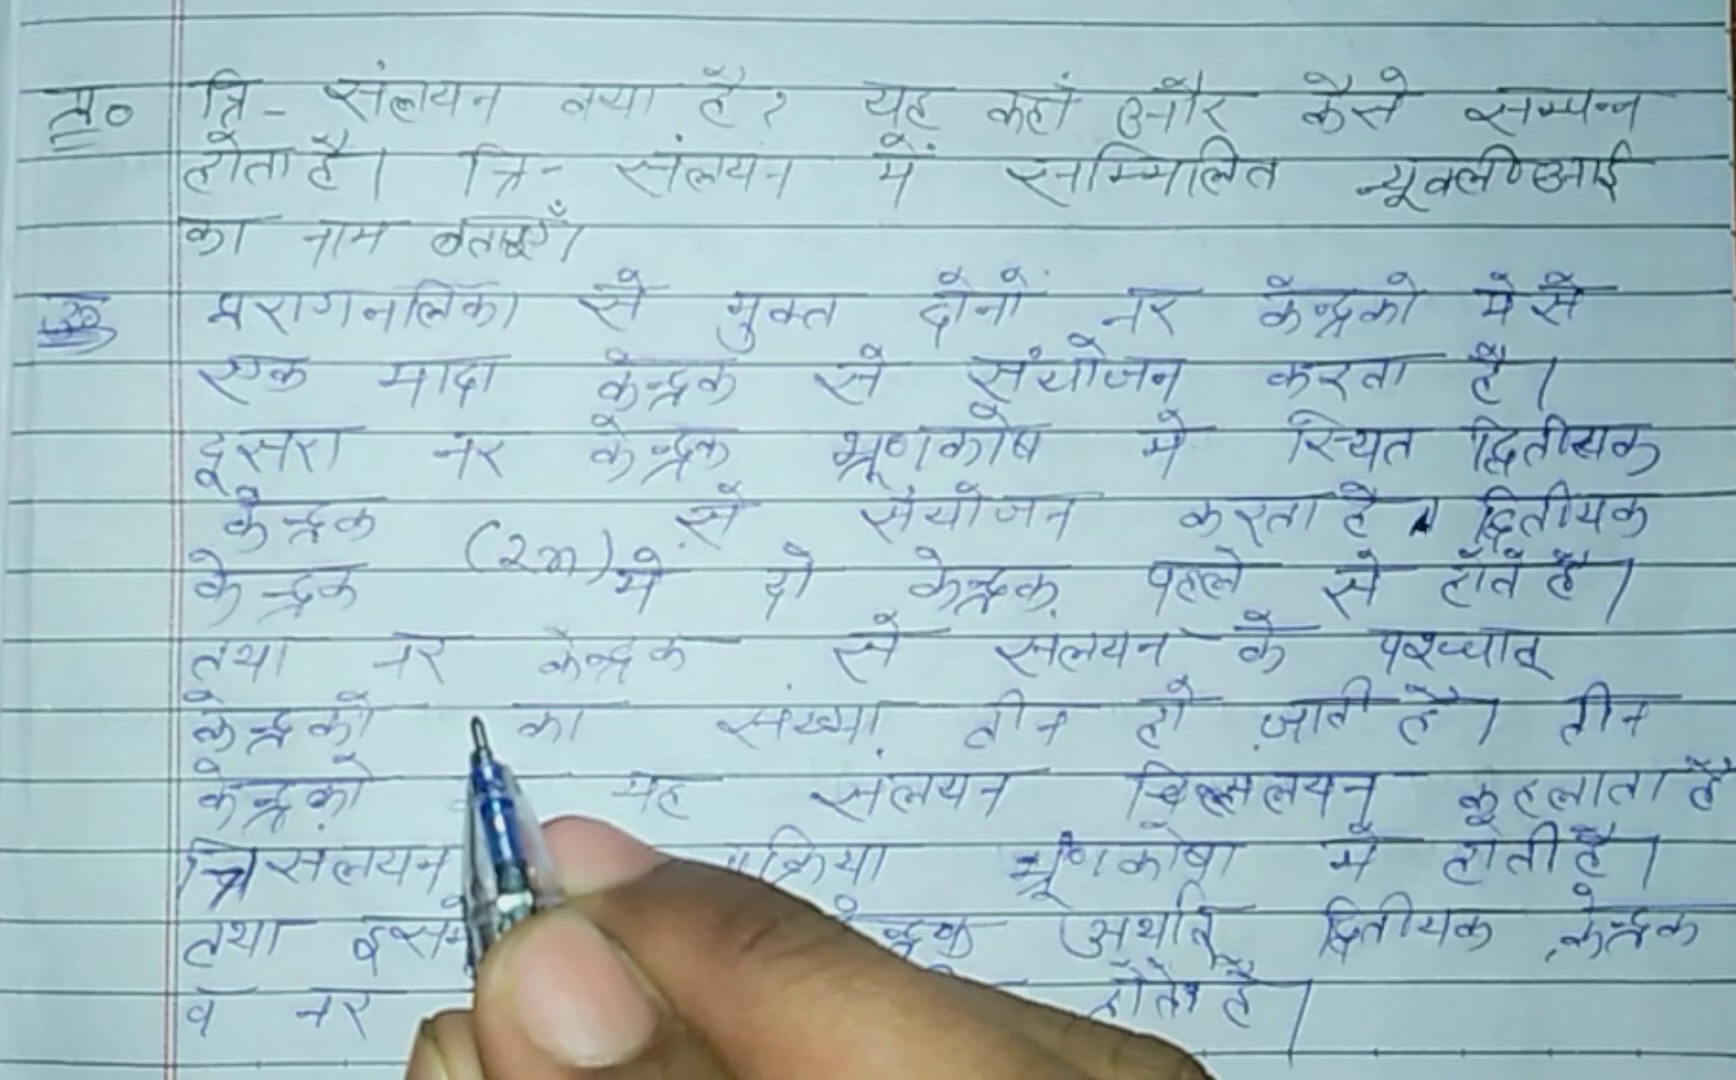 प्र० त्रि- संलयन क्या है? यह कहाँ और कैसे सम्पन्न
होता है। त्रि- संलयन में सम्मिलित न्यूक्लीआई
का नाम बताइएँ।
उ० परागनलिका से मुक्त दोनों नर केन्द्रको मे से
एक मादा केन्द्रक से संयोजन करता है।
दूसरा नर केन्द्रक भ्रूणकोष मे स्थित द्वितीयक
केन्द्रक से संयोजन करता है। द्वितीयक
केन्द्रक (2n) मे दो केन्द्रक पहले से होते है।
तथा नर केन्द्रक से संलयन के पश्चात्
केन्द्रको का संख्या तीन हो जाती है। तीन
केन्द्रको यह संलयन कहलाता है
त्रिसलयन भ्रूणकोषा मे होती है।
तथा अर्थात् द्वितीयक केन्द्रक
व नर होते है।